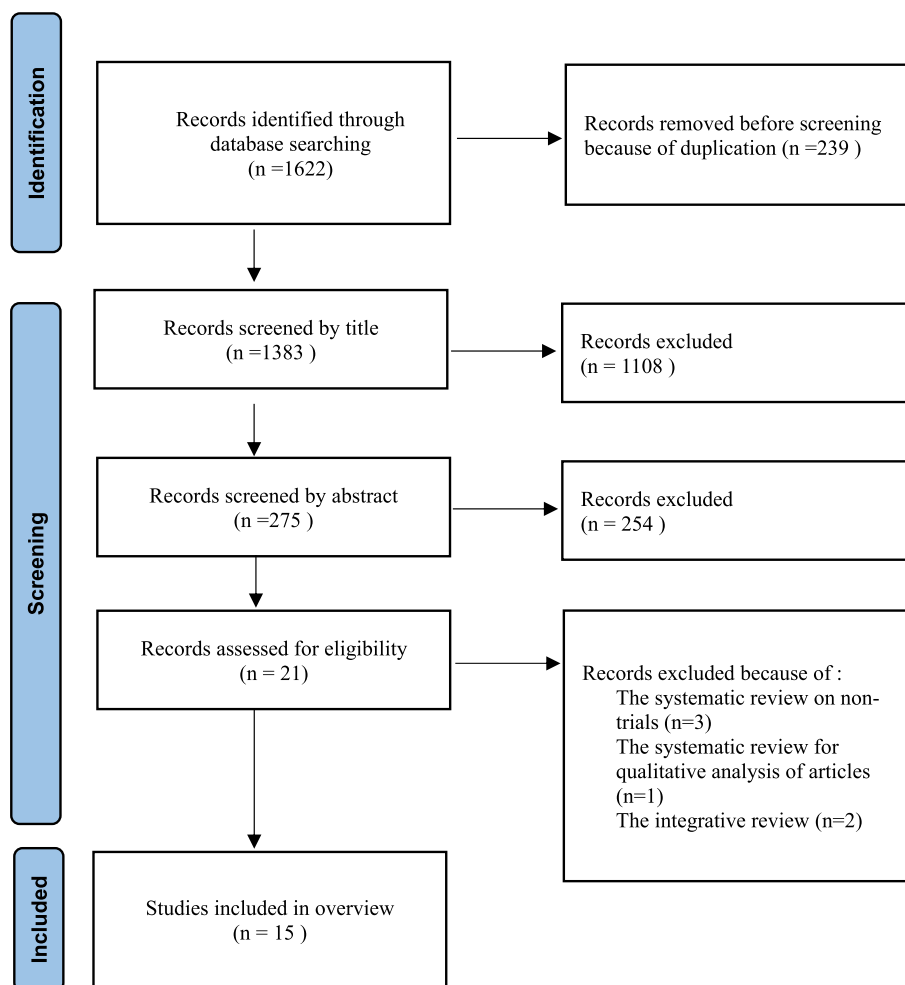 Identification
Records identified through
database searching
(n =1622)
Records removed before screening
because of duplication (n =239 )
Screening
Records screened by title
(n =1383 )
Records excluded
(n = 1108 )
Records screened by abstract
(n =275 )
Records excluded
(n = 254 )
Records assessed for eligibility
(n = 21)
Records excluded because of :
The systematic review on non-
trials (n=3)
The systematic review for
qualitative analysis of articles
(n=1)
The integrative review (n=2)
Included
Studies included in overview
(n = 15 )